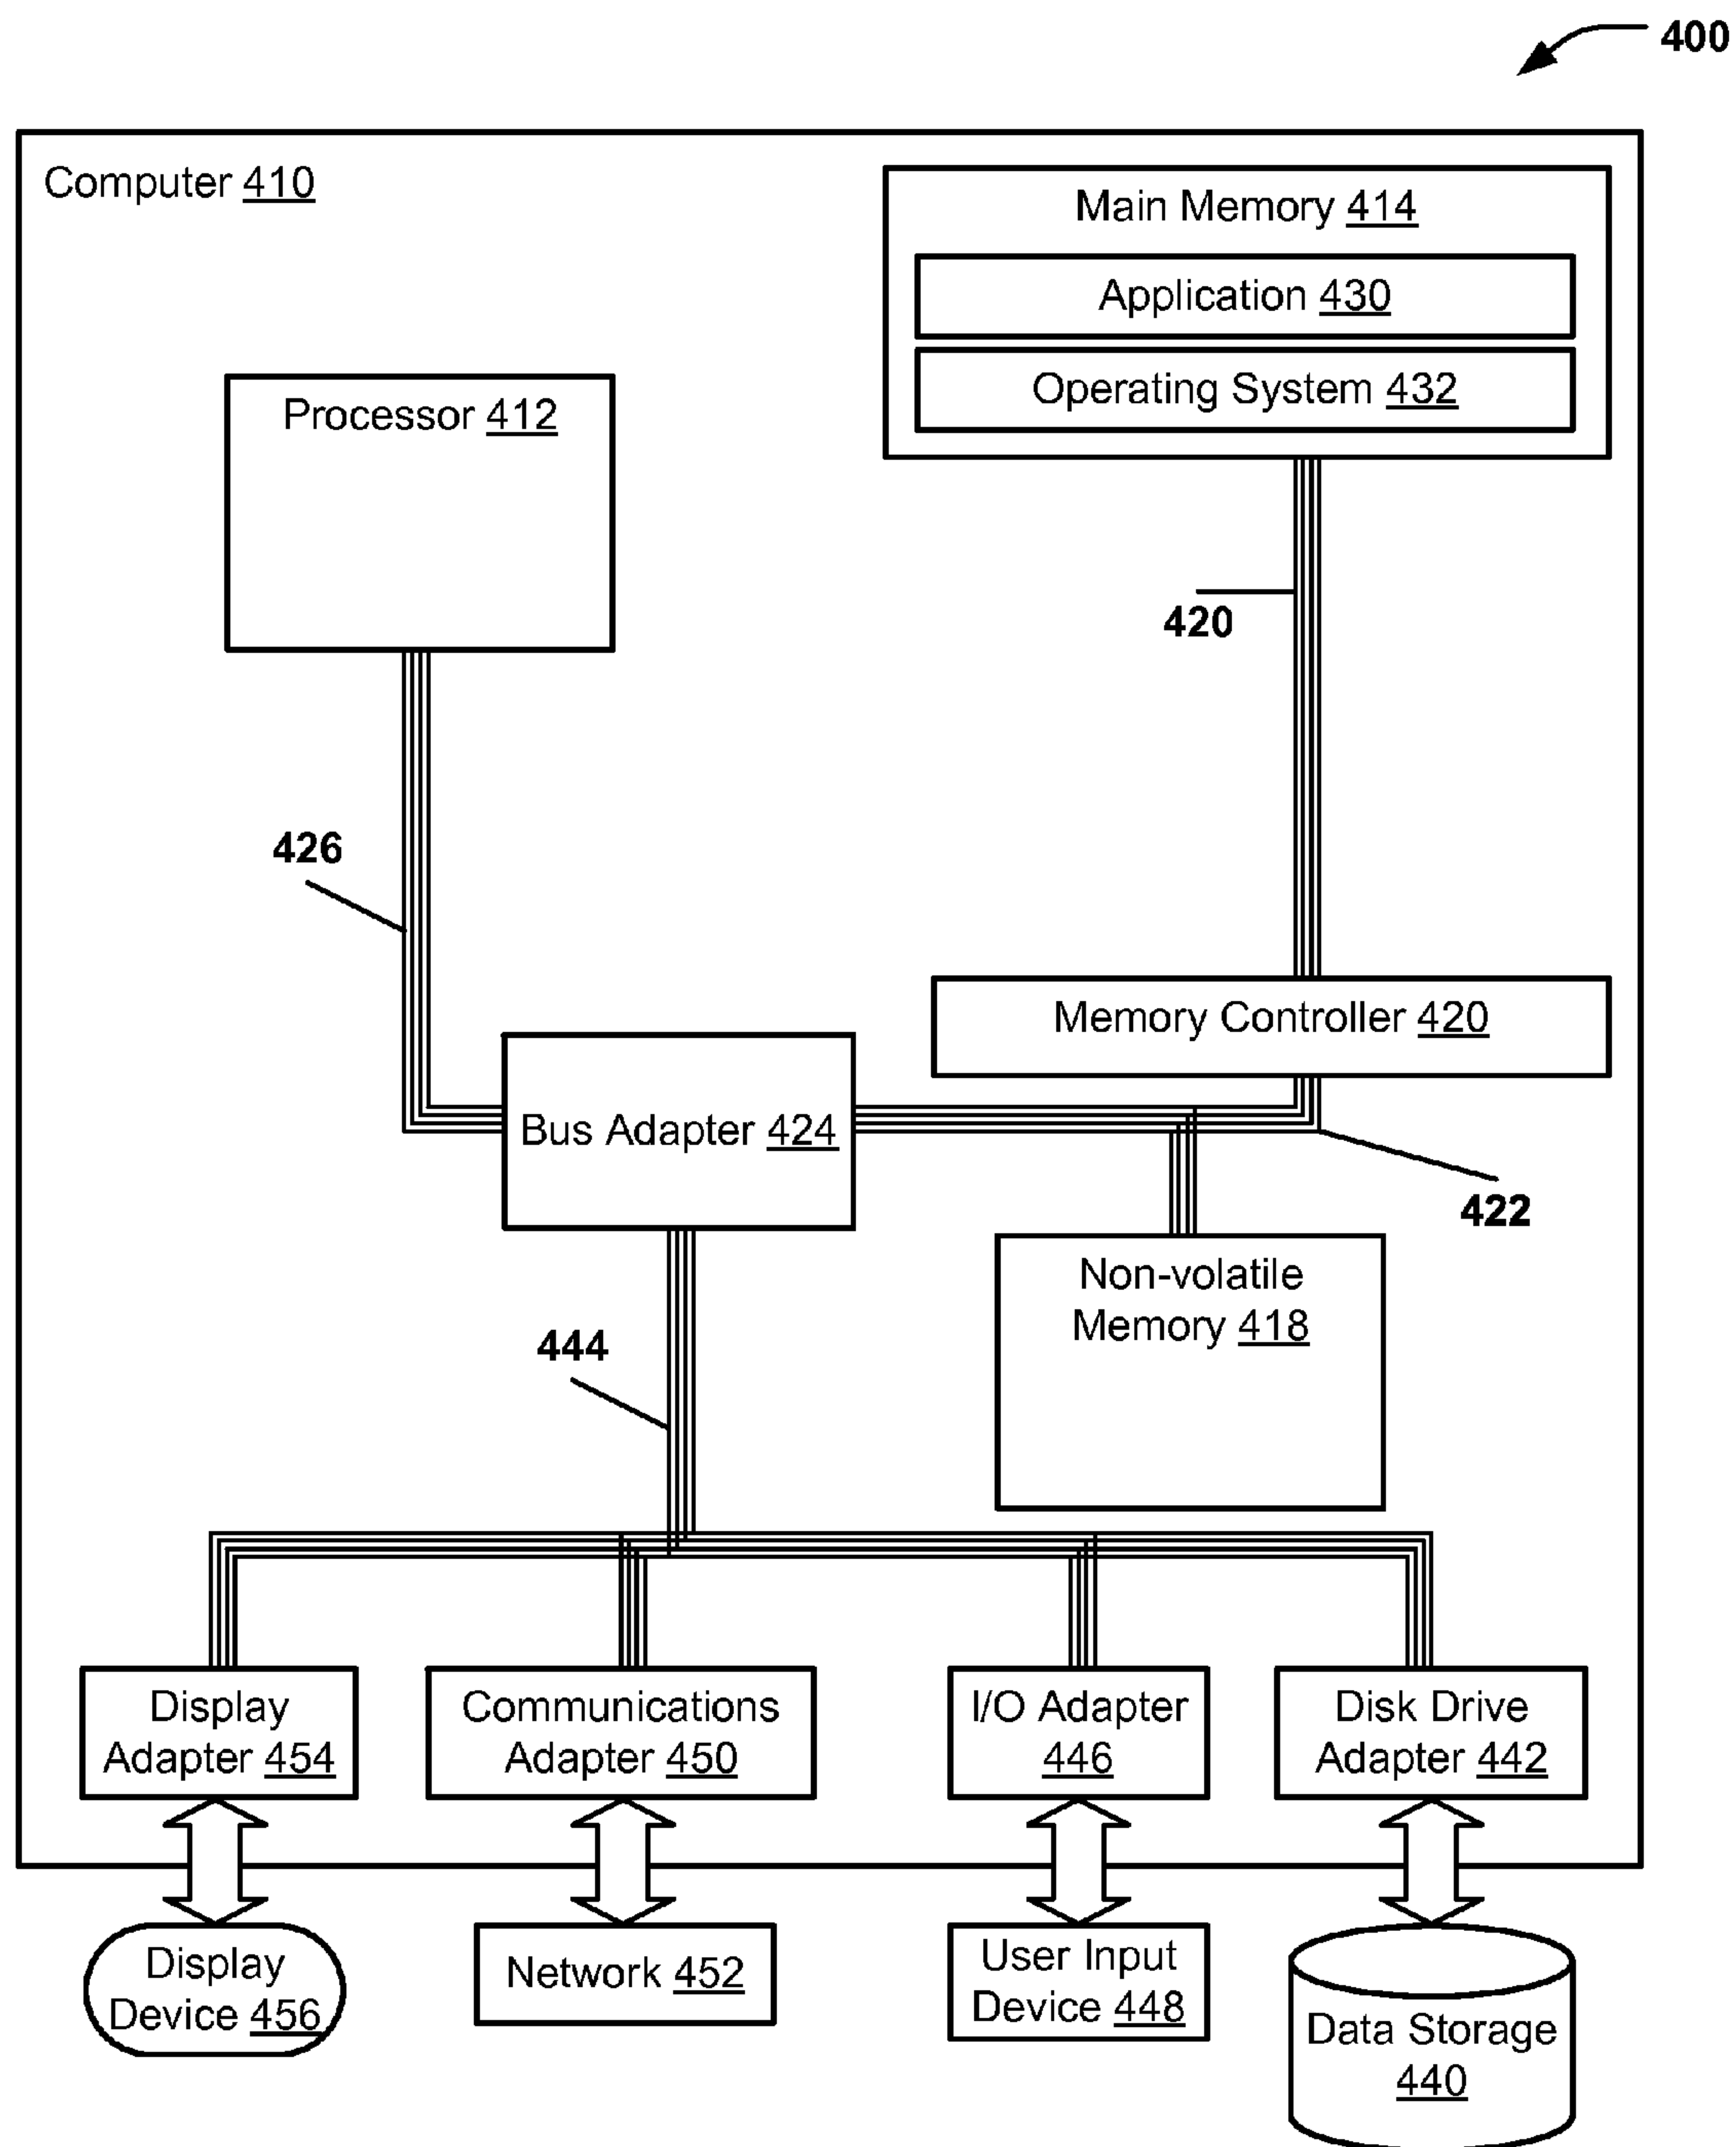 400
Computer 410
Main Memory 414
Application 430
Operating System 432
Processor 412
420
426
Memory Controller 420
Bus Adapter 424
422
Non-volatile
Memory 418
444
Display
Adapter 454
Communications
Adapter 450
I/O Adapter
446
Disk Drive
Adapter 442
Display
Device 456
Network 452
User Input
Device 448
Data Storage
440